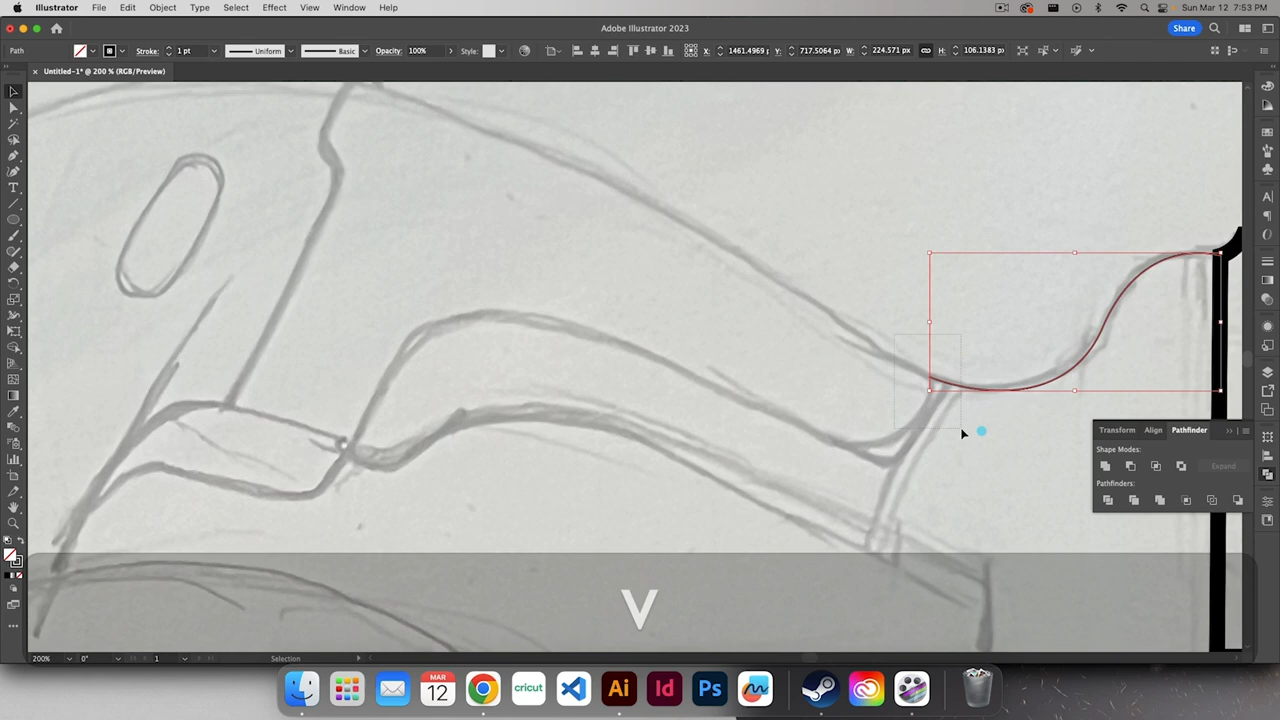 Illustrator File Edit Object Type Select Effect View Window Help Sun Mar 12 7:53 PM
Adobe Illustrator 2023 Share
Path Stroke: 1 pt Uniform Basic Opacity: 100% Style: X: 1461.4969 Y: 717.5064 px W: 224.571 px H: 106.1383 px
× Untitled-1* @ 200 % (RGB/Preview)
Transform Align Pathfinder
Shape Modes:
Expand
Pathfinders:
V
200% 0° 1 Selection
MAR
12
cricut
Ai
Id
Ps